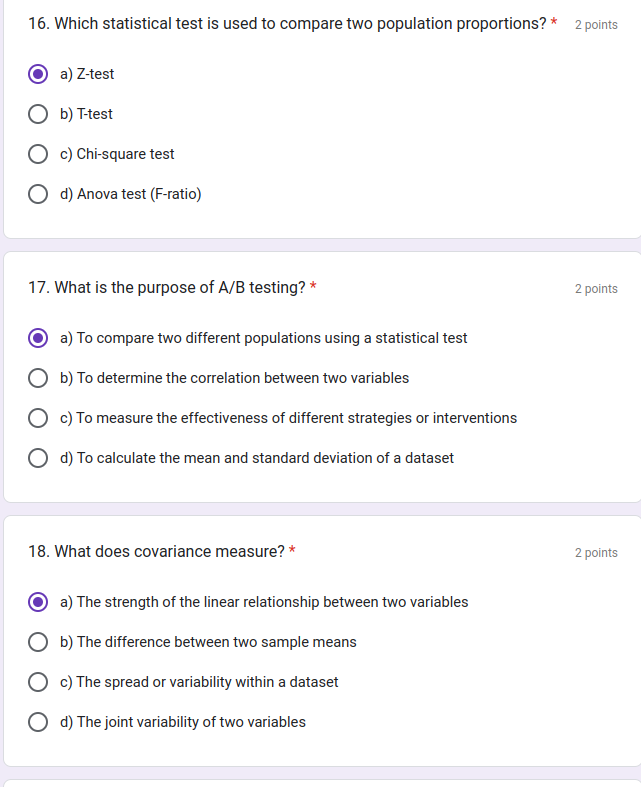 16. Which statistical test is used to compare two population proportions? * 2 points
a) Z-test
b) T-test
c) Chi-square test
d) Anova test (F-ratio)
17. What is the purpose of A/B testing? * 2 points
a) To compare two different populations using a statistical test
b) To determine the correlation between two variables
c) To measure the effectiveness of different strategies or interventions
d) To calculate the mean and standard deviation of a dataset
18. What does covariance measure? * 2 points
a) The strength of the linear relationship between two variables
b) The difference between two sample means
c) The spread or variability within a dataset
d) The joint variability of two variables